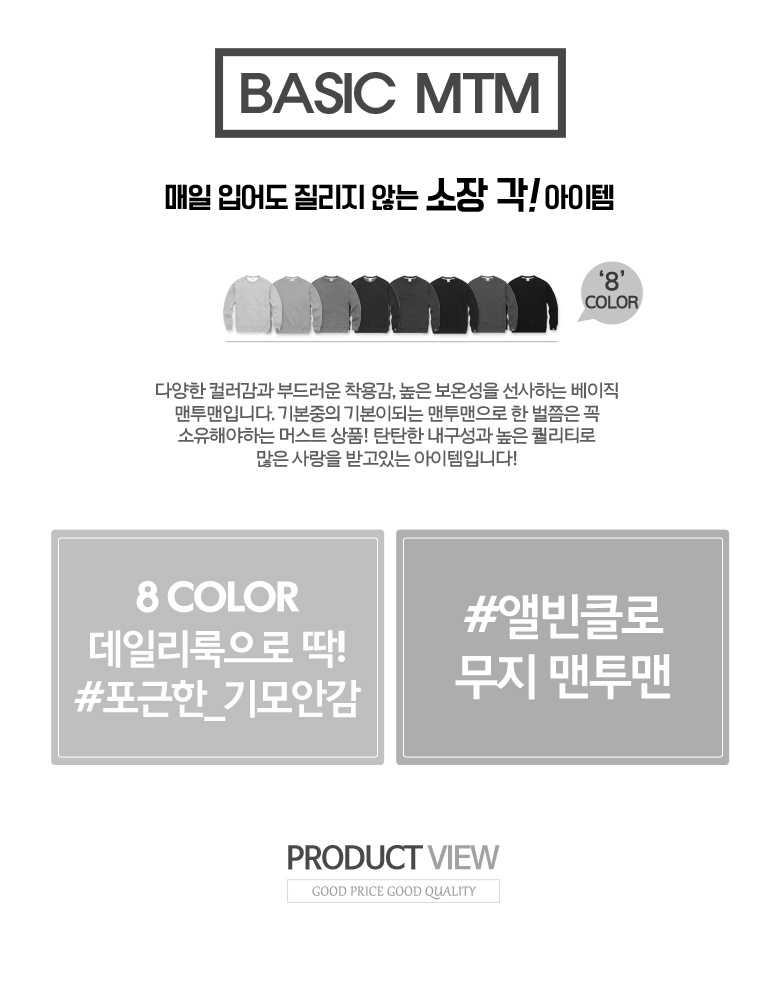 BASIC MTM
매일 입어도 질리지 않는 소장 각! 아이템
'8'
COLOR
다양한 컬러감과 부드러운 착용감, 높은 보온성을 선사하는 베이직
맨투맨입니다. 기본중의 기본이되는 맨투맨으로 한 벌쯤은 꼭
소유해야하는 머스트 상품! 탄탄한 내구성과 높은 퀄리티로
많은 사랑을 받고있는 아이템입니다!
8 COLOR
데일리룩으로 딱!
#포근한_기모안감
#앨빈클로
무지 맨투맨
PRODUCT VIEW
GOOD PRICE GOOD QUALITY